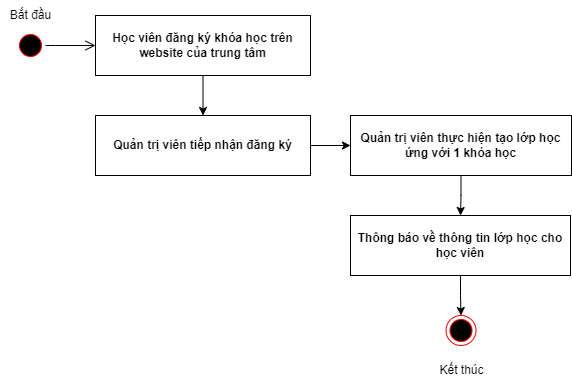 Bắt đầu
Học viên đăng ký khóa học trên
website của trung tâm
Quản trị viên tiếp nhận đăng ký
Quản trị viên thực hiện tạo lớp học
ứng với 1 khóa học
Thông báo về thông tin lớp học cho
học viên
Kết thúc